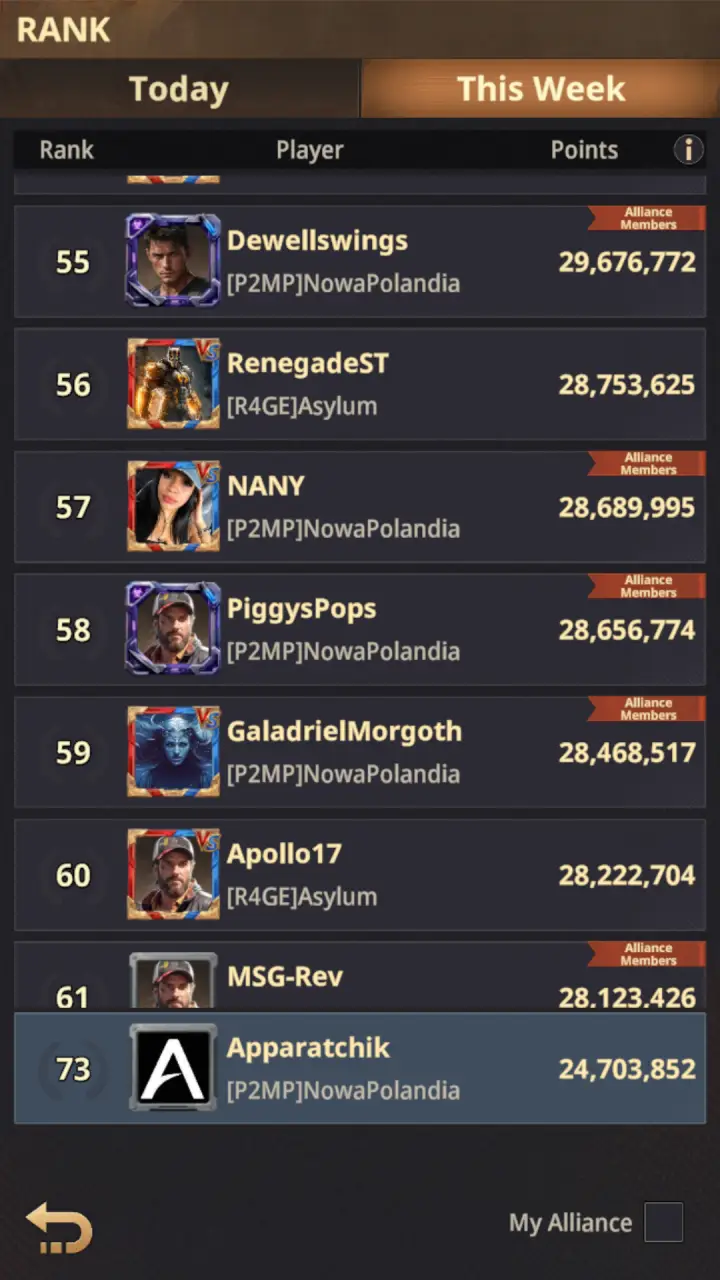 RANK
Today
This Week
Rank
Player
Points
Alliance
Members
55
Dewellswings
29,676,772
[P2MP]NowaPolandia
56
RenegadeST
28,753,625
[R4GE]Asylum
Alliance
Members
57
NANY
28,689,995
[P2MP]NowaPolandia
Alliance
Members
58
PiggysPops
28,656,774
[P2MP]NowaPolandia
Alliance
Members
59
GaladrielMorgoth
28,468,517
[P2MP]NowaPolandia
60
Apollo17
28,222,704
[R4GE]Asylum
Alliance
Members
61
MSG-Rev
28,123,426
73
Apparatchik
24,703,852
[P2MP]NowaPolandia
My Alliance